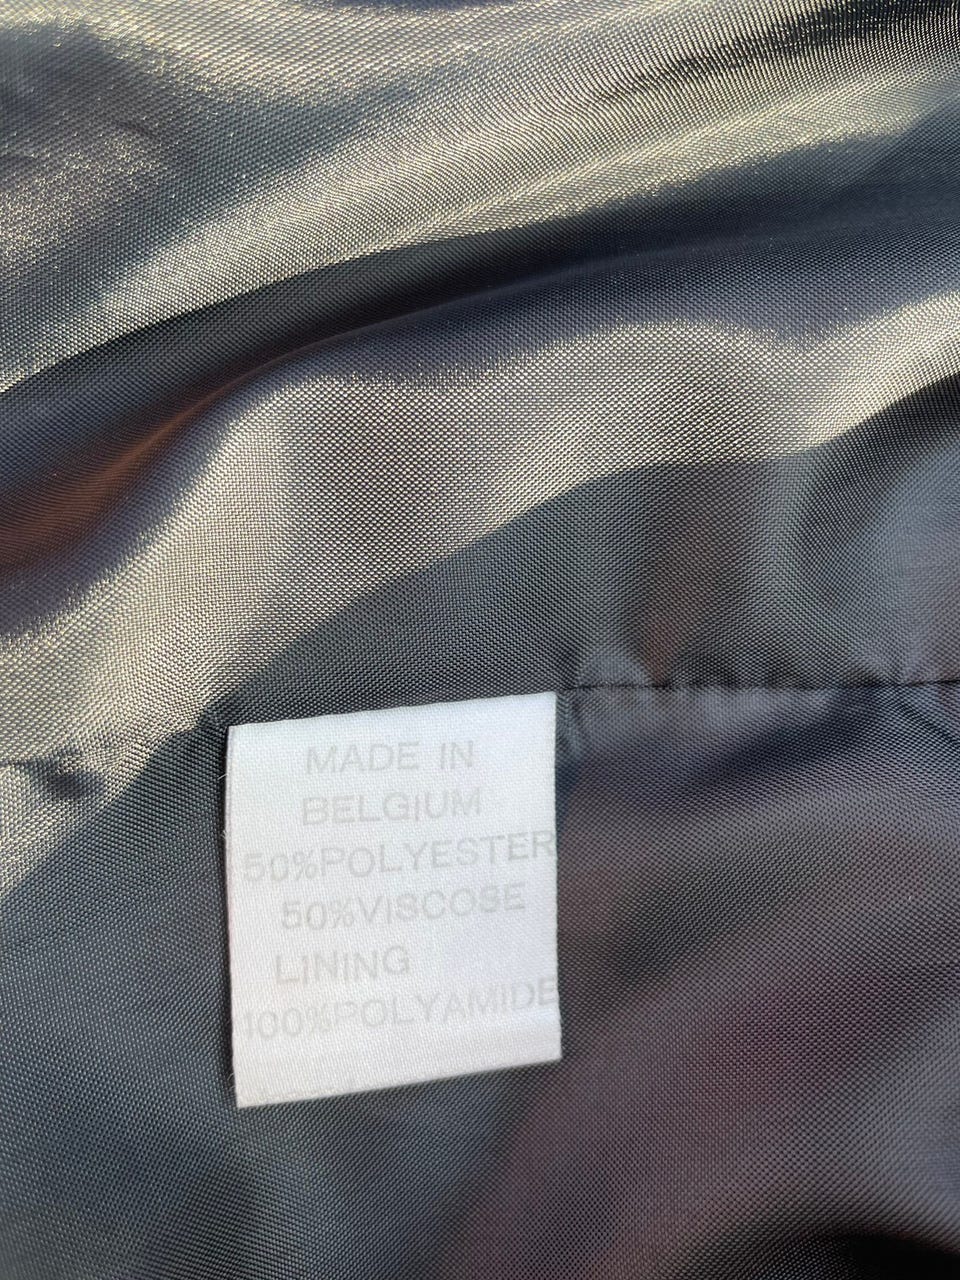 MADE IN
BELGIUM
50%POLYESTER
50%VISCOSE
LINING
100%POLYAMIDE